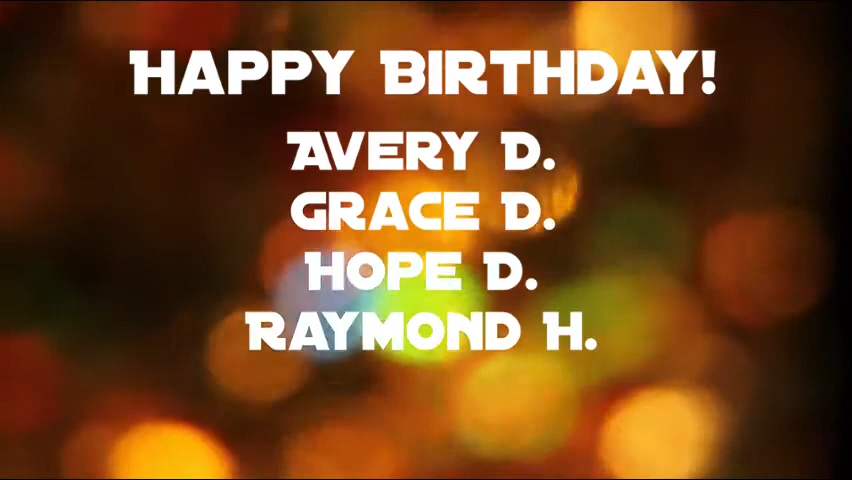 Happy Birthday!
Avery D.
Grace D.
Hope D.
Raymond H.